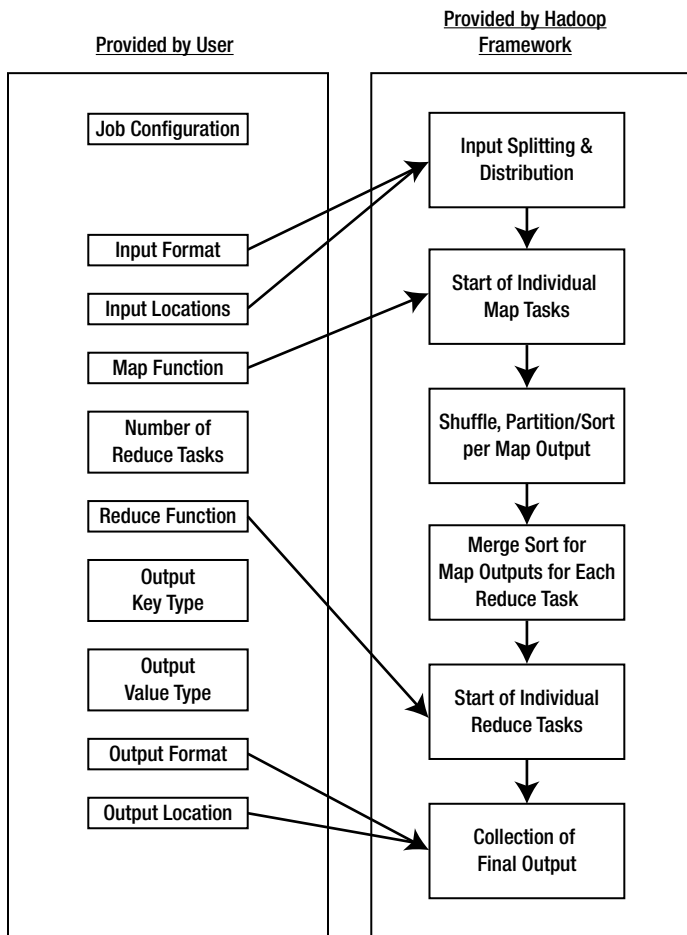 Provided by User
Job Configuration
Input Format
Input Locations
Map Function
Number of
Reduce Tasks
Reduce Function
Output
Key Type
Output
Value Type
Output Format
Output Location
Provided by Hadoop
Framework
Input Splitting &
Distribution
Start of Individual
Map Tasks
Shuffle, Partition/Sort
per Map Output
Merge Sort for
Map Outputs for Each
Reduce Task
Start of Individual
Reduce Tasks
Collection of
Final Output